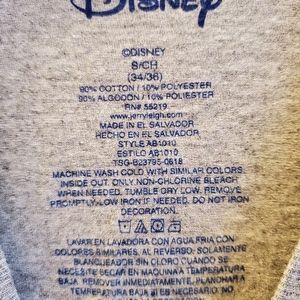 Disney
©DISNEY
S/CH
(34/36)
90% COTTON / 10% POLYESTER
90% ALGODON / 10% POLIESTER
RN# 55219
www.jerryleigh.com
MADE IN EL SALVADOR
HECHO EN EL SALVADOR
STYLE AB1010
ESTILO AB1010
TSG-B23795-0618
MACHINE WASH COLD WITH SIMILAR COLORS.
INSIDE OUT. ONLY NON-CHLORINE BLEACH
WHEN NEEDED. TUMBLE DRY LOW. REMOVE
PROMPTLY. LOW IRON IF NEEDED. DO NOT IRON
DECORATION.
LAVAR EN LAVADORA CON AGUA FRIA
COLORES SIMILARES. AL REVERSO. SOLAMENTE
BLANQUEADOR SIN CLORO CUANDO SE
NECESITE SECAR EN MAQUINA A TEMPERATURA
BAJA. REMOVER INMEDIATAMENTE. PLANCHAR A
TEMPERATURA BAJA SI ES NECESARIO. NO